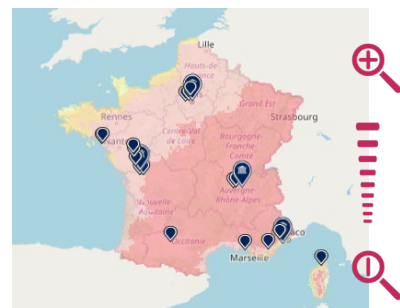 Lille
Hauts-de-
France
Rennes
Grand Est
Strasbourg
Centre-Val
de Loire
Bourgogne-
Franche-
Comté
Nantes
Nouvelle-
Aquitaine
Auvergne-
Rhône-Alpes
Occitanie
Marseille